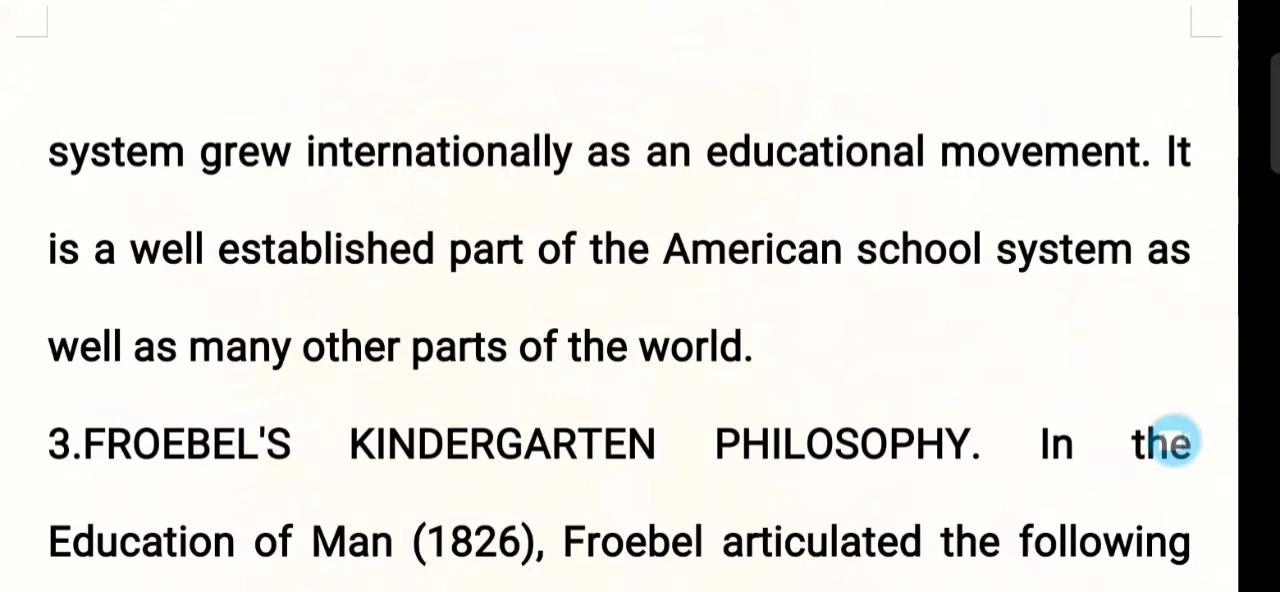 system grew internationally as an educational movement. It
is a well established part of the American school system as
well as many other parts of the world.
3.FROEBEL'S KINDERGARTEN PHILOSOPHY. In the
Education of Man (1826), Froebel articulated the following